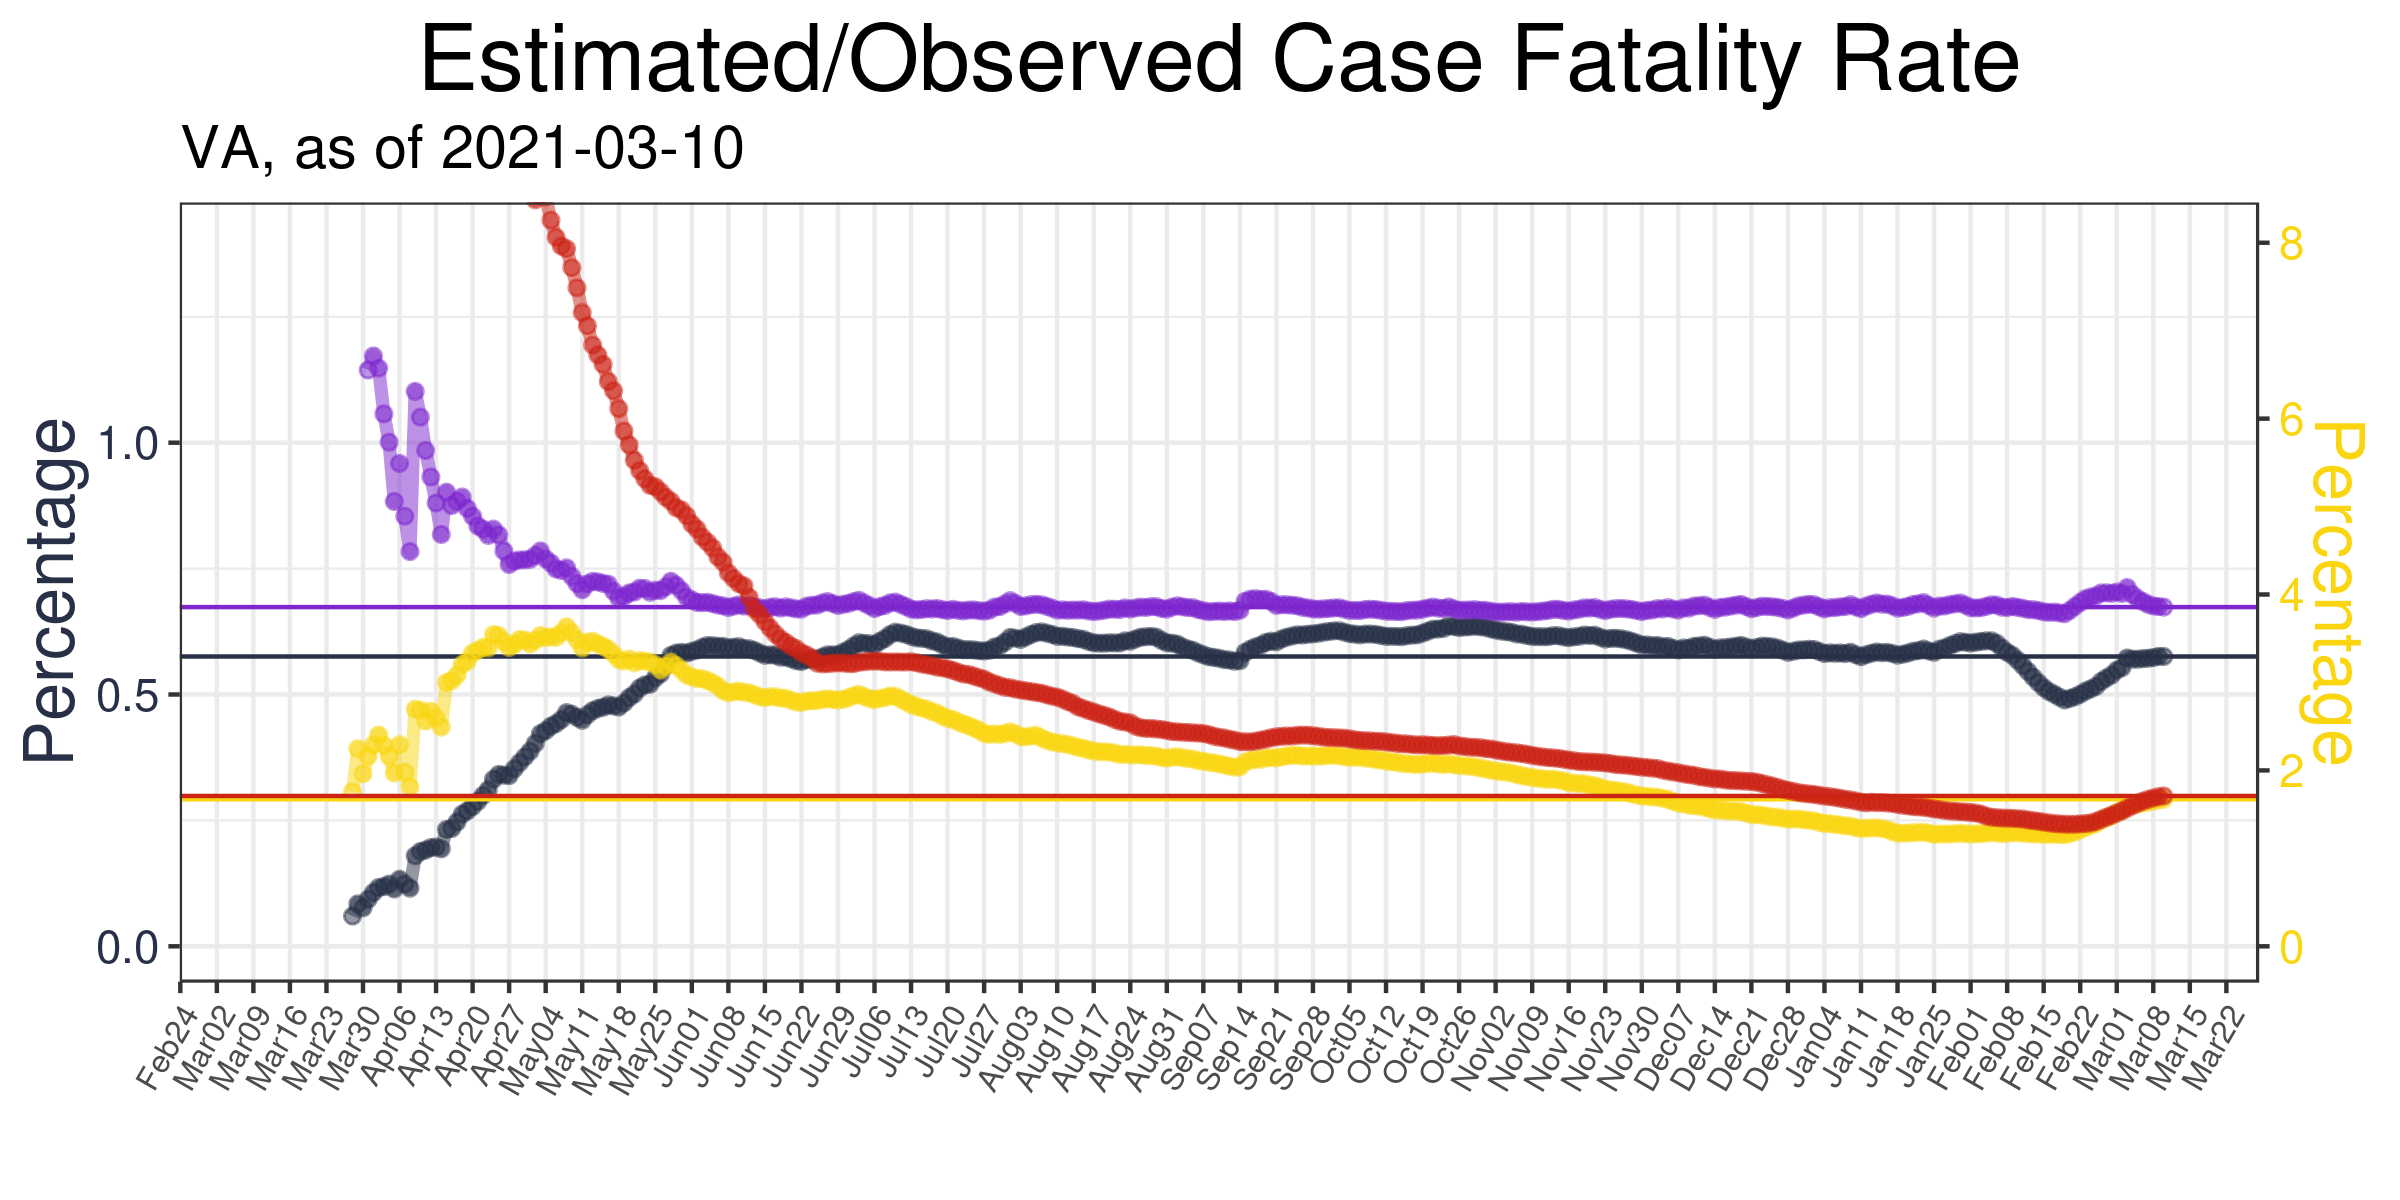 Estimated/Observed Case Fatality Rate
VA, as of 2021-03-10
Percentage
1.0
0.5
0.0
8
6
4
2
0
Percentage
Feb24 Mar02 Mar09 Mar16 Mar23 Mar30 Apr06 Apr13 Apr20 Apr27 May04 May11 May18 May25 Jun01 Jun08 Jun15 Jun22 Jun29 Jul06 Jul13 Jul20 Jul27 Aug03 Aug10 Aug17 Aug24 Aug31 Sep07 Sep14 Sep21 Sep28 Oct05 Oct12 Oct19 Oct26 Nov02 Nov09 Nov16 Nov23 Nov30 Dec07 Dec14 Dec21 Dec28 Jan04 Jan11 Jan18 Jan25 Feb01 Feb08 Feb15 Feb22 Mar01 Mar08 Mar15 Mar22